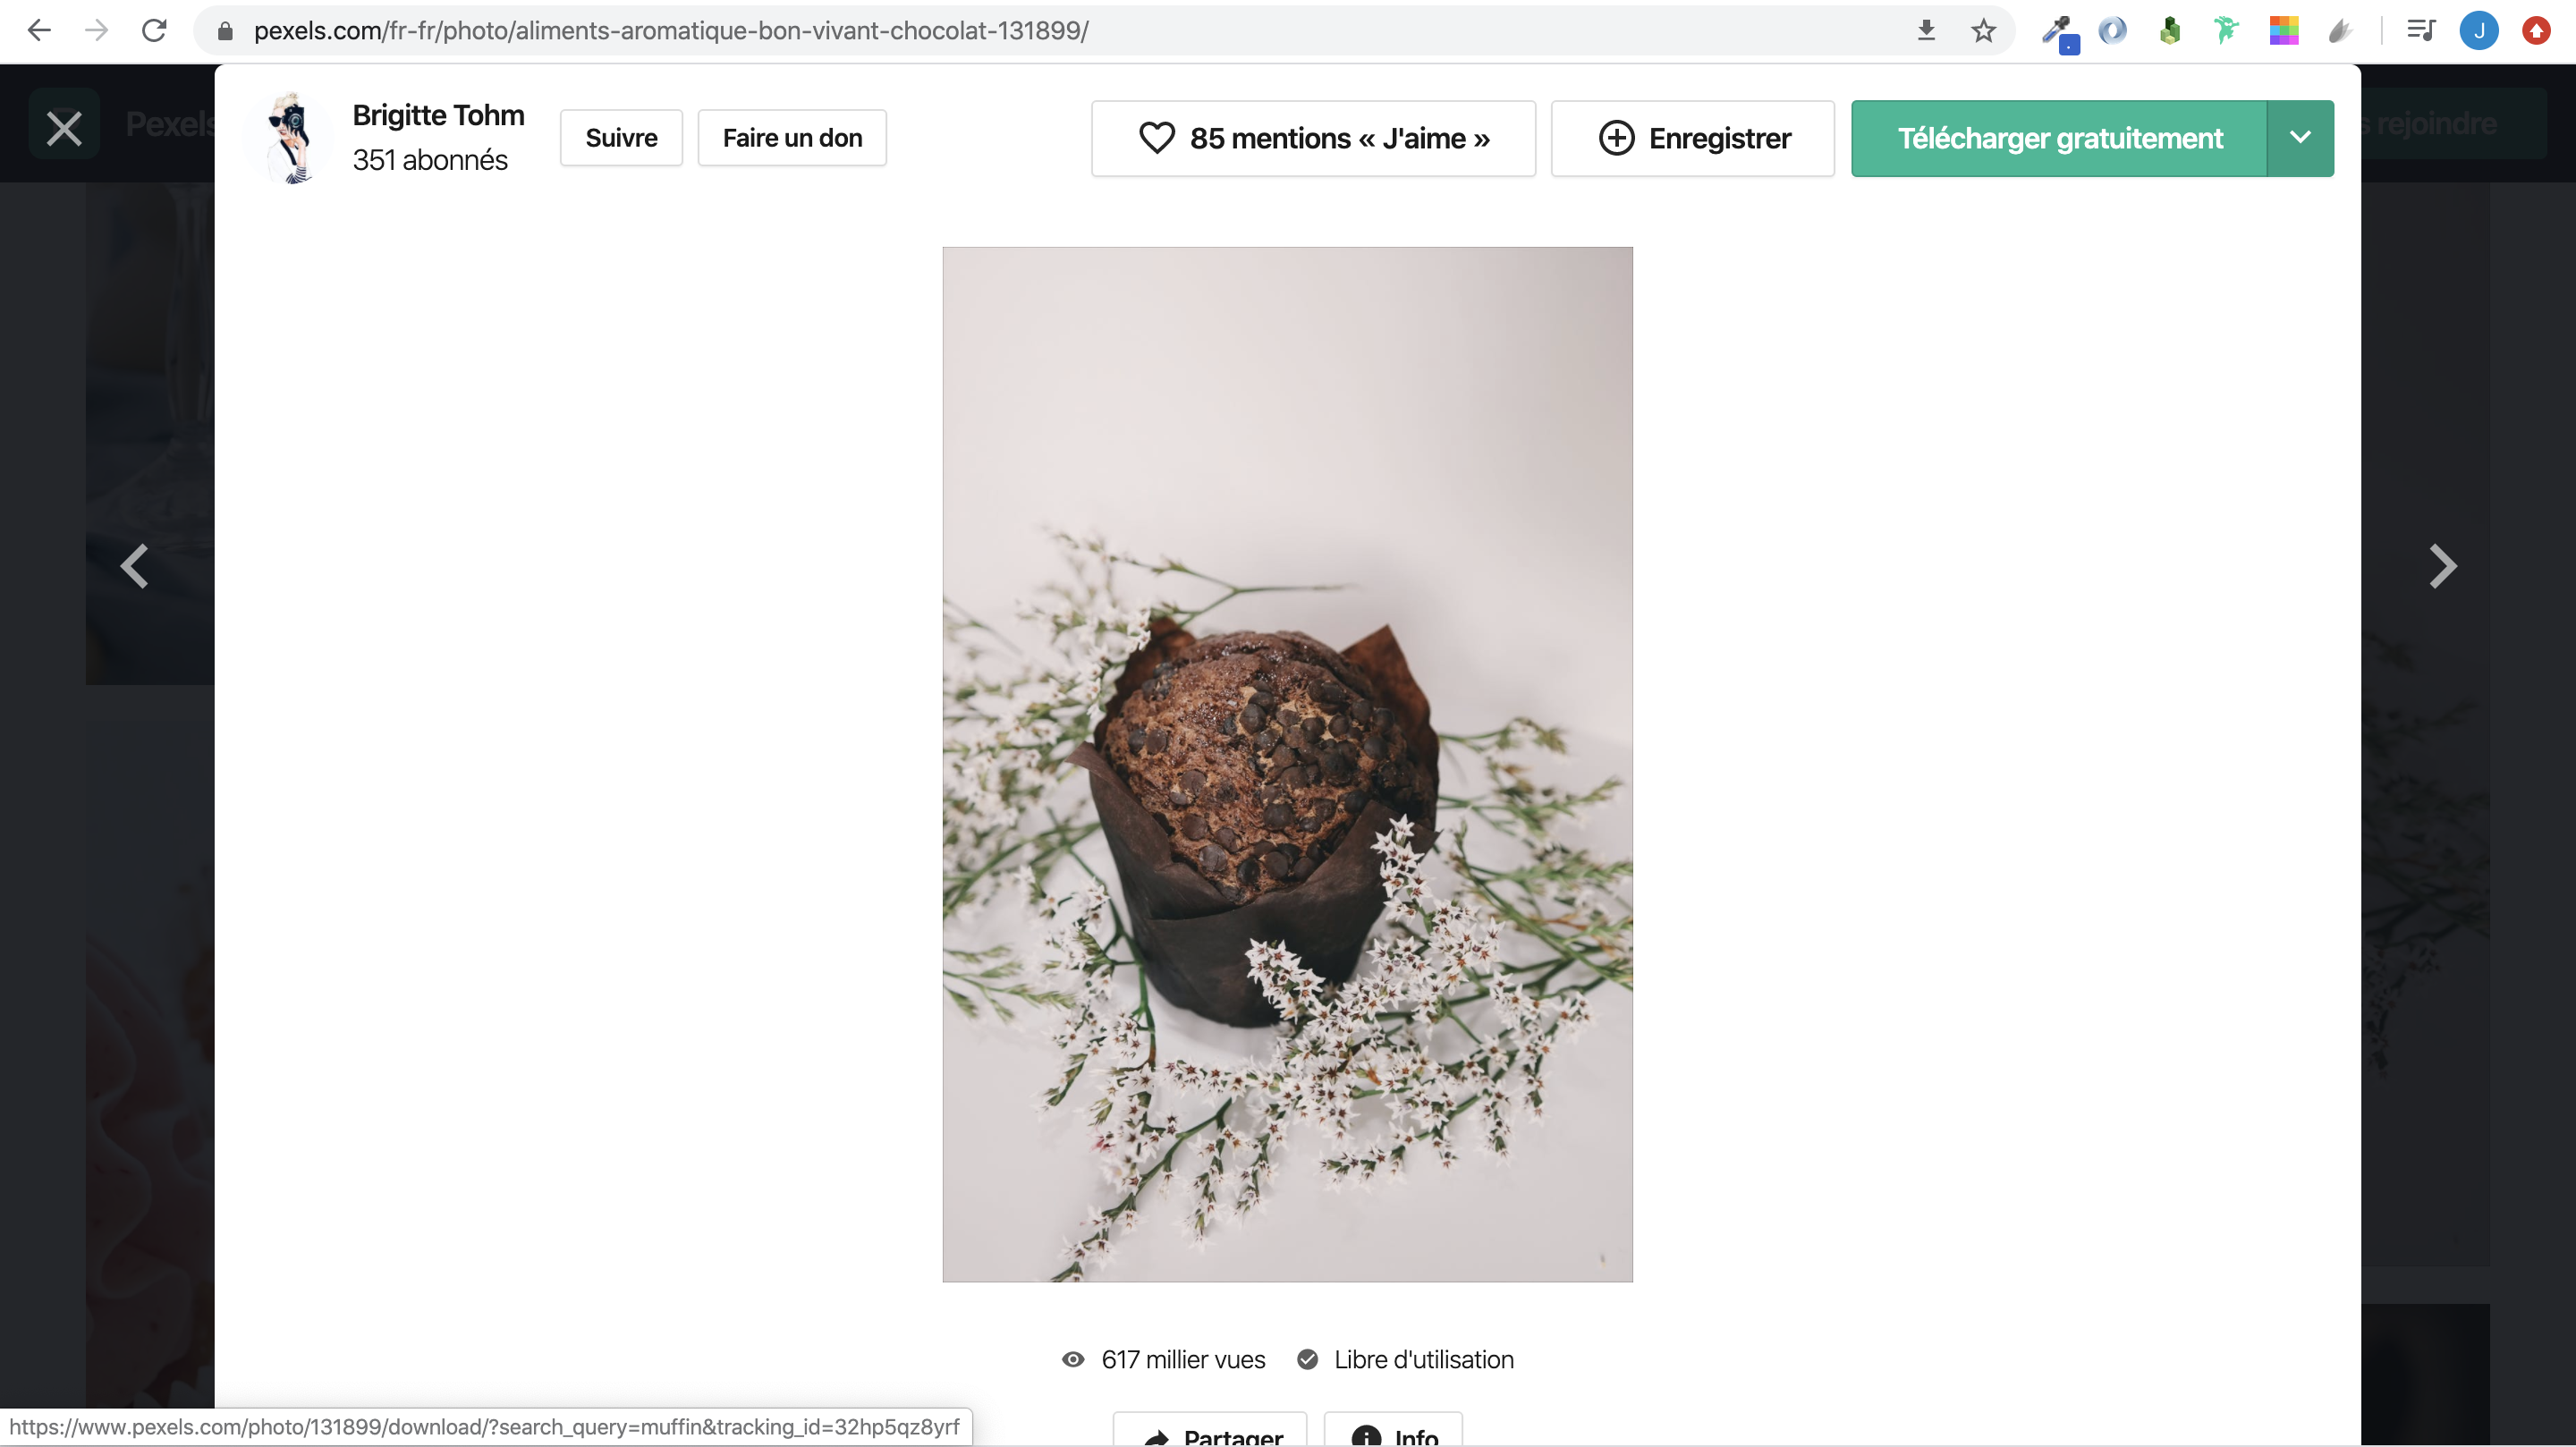 pexels.com/fr-fr/photo/aliments-aromatique-bon-vivant-chocolat-131899/
J
Pexels
Brigitte Tohm
351 abonnés
Suivre
Faire un don
85 mentions « J'aime »
Enregistrer
Télécharger gratuitement
s rejoindre
617 millier vues
Libre d'utilisation
Partager
Info
https://www.pexels.com/photo/131899/download/?search_query=muffin&tracking_id=32hp5qz8yrf